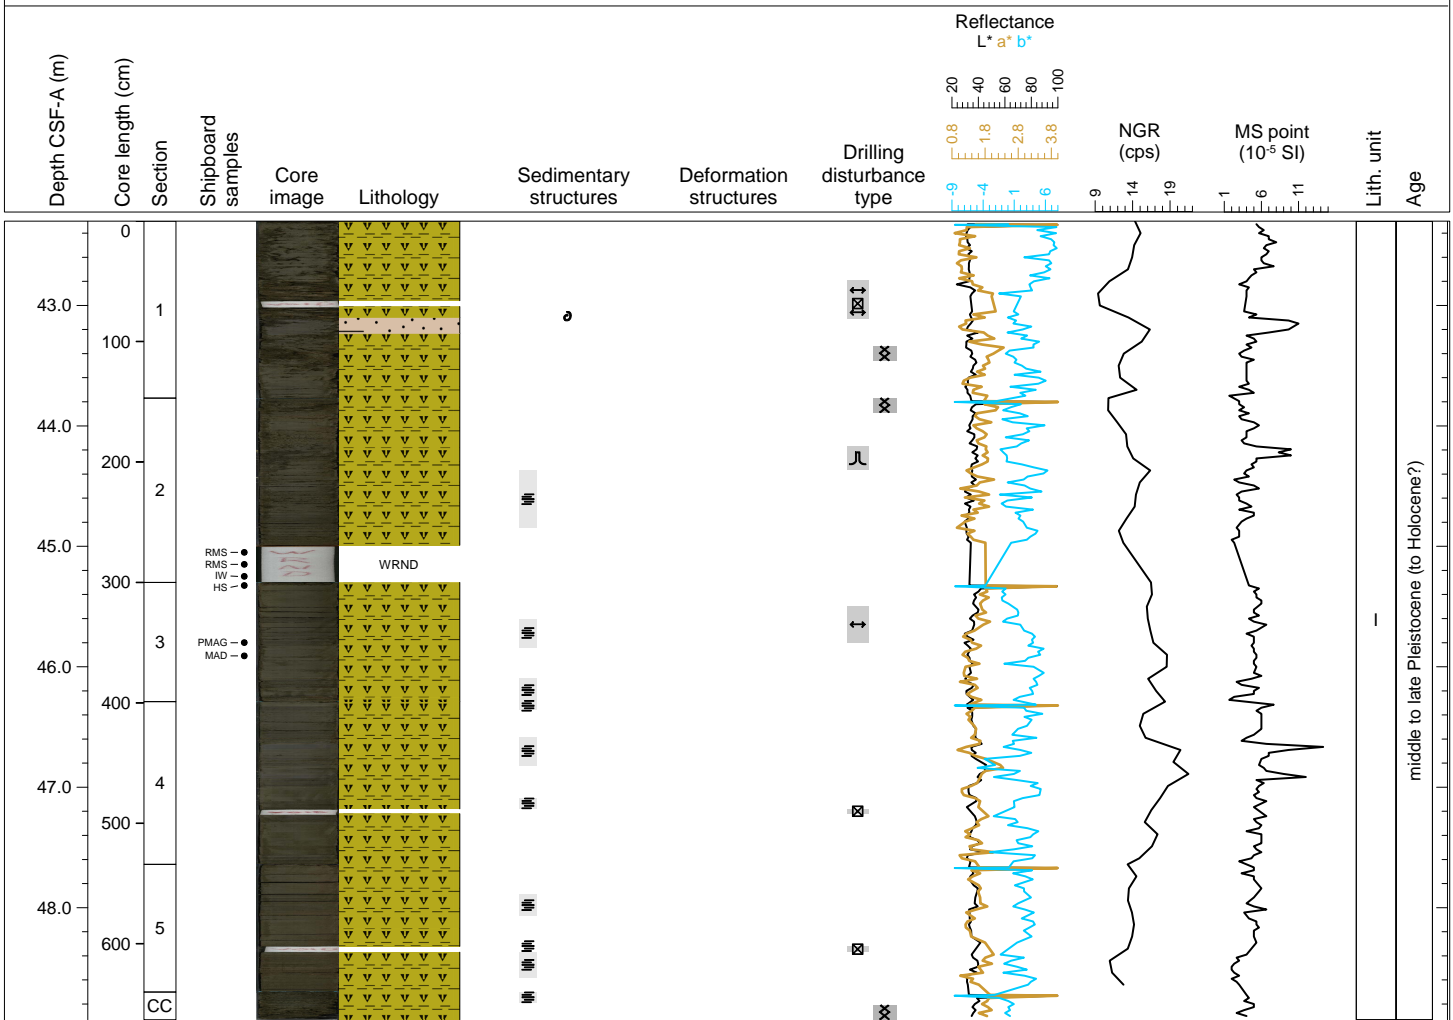 Depth CSF-A (m)
Core length (cm)
Section
Shipboard
samples
Core
image
Lithology
Sedimentary
structures
Deformation
structures
Drilling
disturbance
type
Reflectance
L* a* b*
20 40 60 80 100
0.8 1.8 2.8 3.8
-9 -4 1 6
NGR
(cps)
9 14 19
MS point
(10-5 SI)
1 6 11
Lith. unit
Age
43.0
44.0
45.0
46.0
47.0
48.0
0
100
200
300
400
500
600
1
2
3
4
5
CC
RMS
RMS
IW
HS
PMAG
MAD
WRND
I
middle to late Pleistocene (to Holocene?)